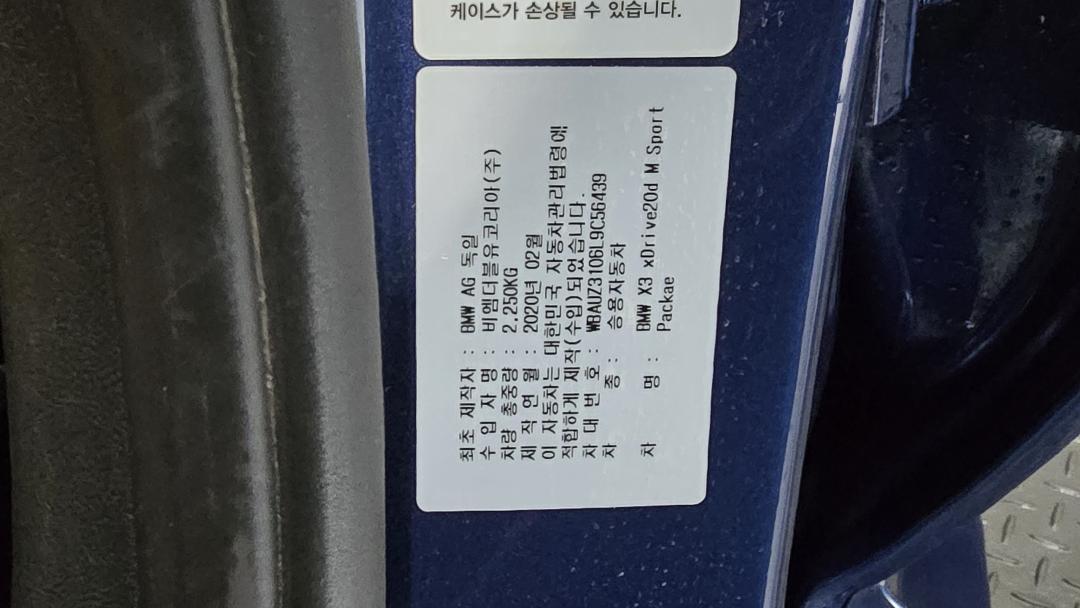 케이스가 손상될 수 있습니다.
최초 제작자 : BMW AG 독일
수 입 자 명 : 비엠더블유코리아(주)
차량 총중량 : 2,250KG
제 작 연 월 : 2020년 02월
이 자동차는 대한민국 자동차관리법령에
적합하게 제작(수입)되었습니다.
차 대 번 호 : WBAUZ3106L9C56439
차 종 : 승용자동차
차 명 : BMW X3 xDrive20d M Sport
Packae